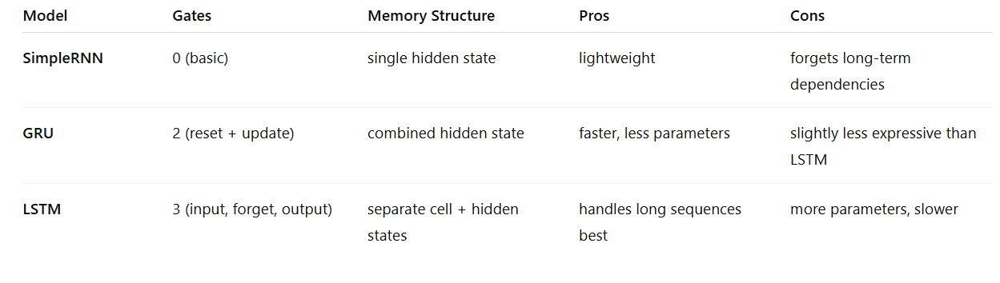 Model Gates Memory Structure Pros Cons
SimpleRNN 0 (basic) single hidden state lightweight forgets long-term
dependencies
GRU 2 (reset + update) combined hidden state faster, less parameters slightly less expressive than
LSTM
LSTM 3 (input, forget, output) separate cell + hidden handles long sequences more parameters, slower
states best